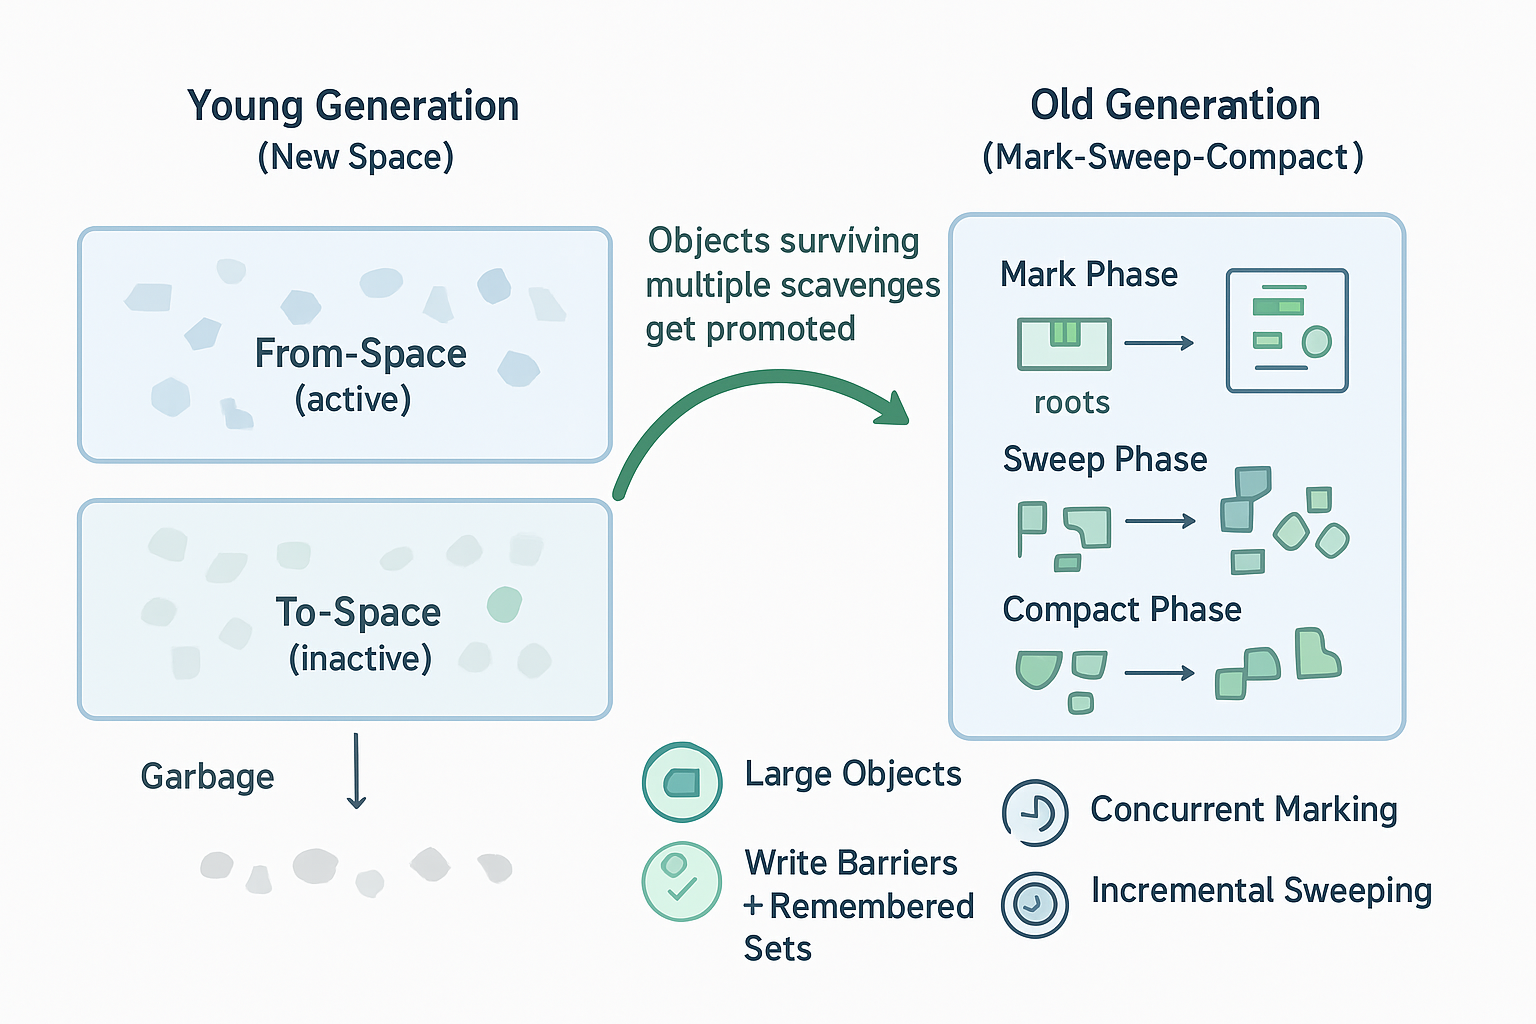 Young Generation
(New Space)
From-Space
(active)
To-Space
(inactive)
Garbage
Objects surviving
multiple scavenges
get promoted
Old Generantion
(Mark-Sweep-Compact)
Mark Phase
roots
Sweep Phase
Compact Phase
Large Objects
Write Barriers
+ Remembered
Sets
Concurrent Marking
Incremental Sweeping